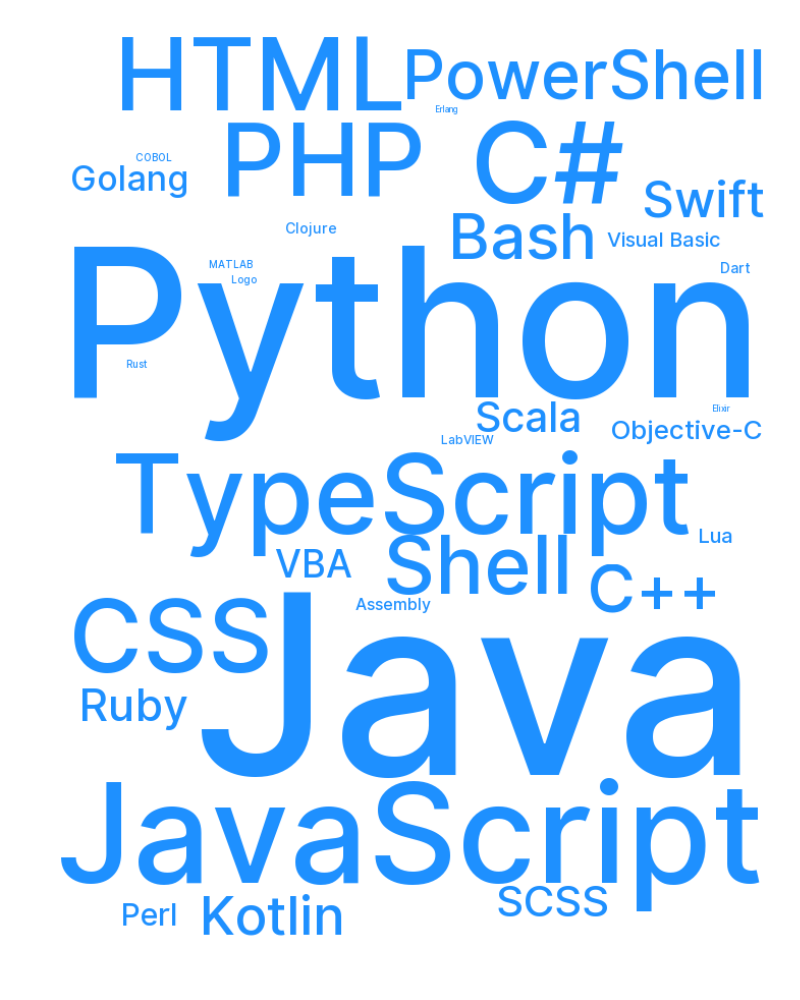 HTML
PowerShell
Erlang
PHP
C#
COBOL
Golang
Swift
Bash
Clojure
Visual Basic
MATLAB
Dart
Logo
Python
Rust
Elixir
Scala
Objective-C
LabVIEW
TypeScript
Lua
VBA
Shell
C++
Assembly
CSS
Java
Ruby
JavaScript
SCSS
Perl
Kotlin